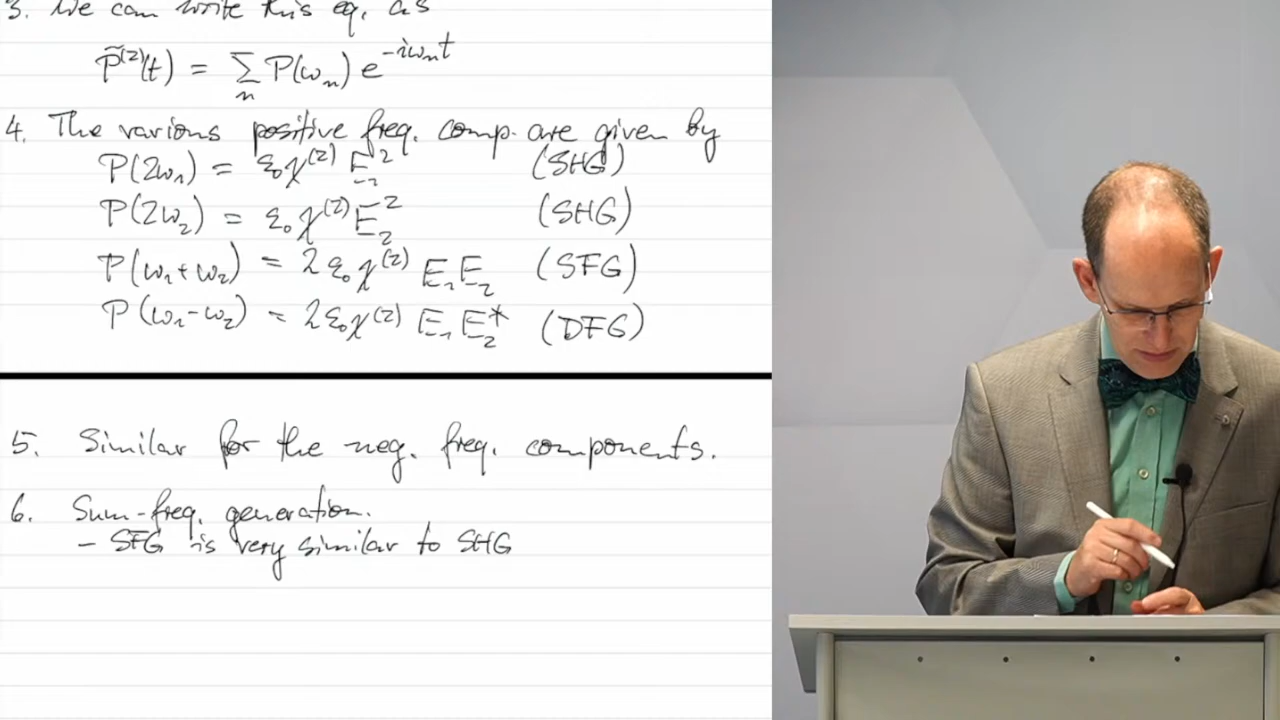 3. We can write this eq. as
P̃⁽²⁾(t) = ∑ₙ P(ωₙ) e^{-iωₙt}
4. The various positive freq. comp. are given by
P(2ω₁) = ε₀χ⁽²⁾ E₁² (SHG)
P(2ω₂) = ε₀χ⁽²⁾ E₂² (SHG)
P(ω₁+ω₂) = 2ε₀χ⁽²⁾ E₁E₂ (SFG)
P(ω₁-ω₂) = 2ε₀χ⁽²⁾ E₁E₂* (DFG)
5. Similar for the neg. freq. components.
6. Sum-freq. generation.
- SFG is very similar to SHG